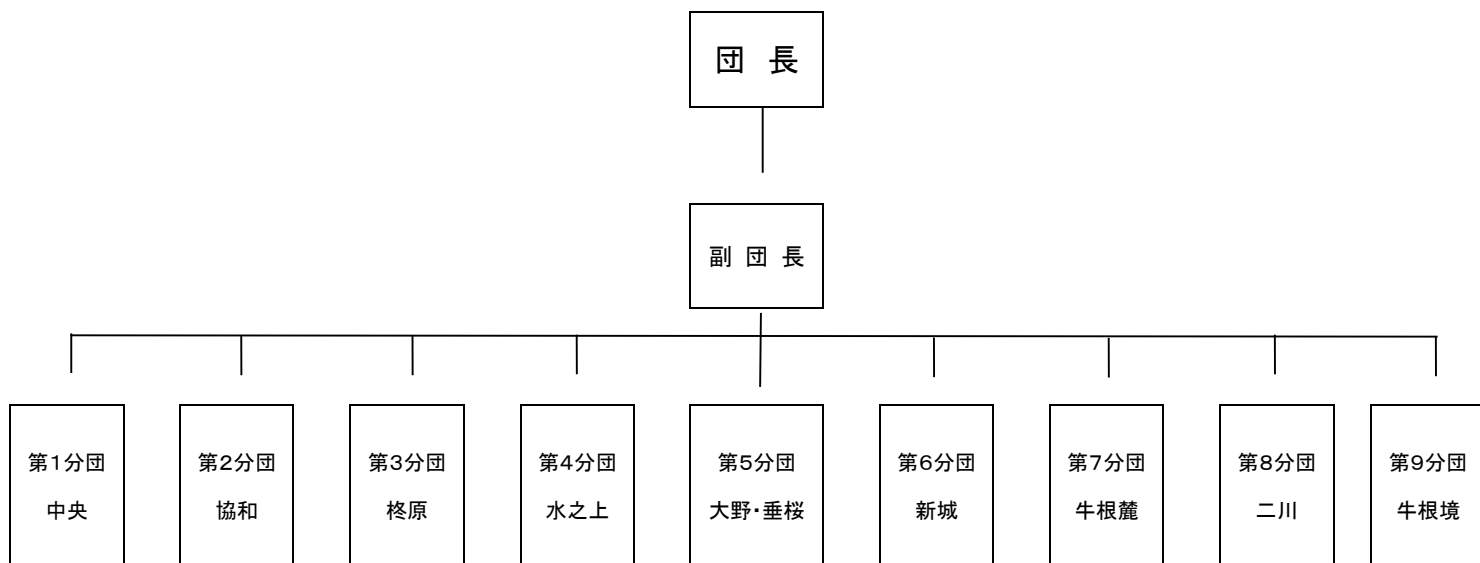 団　長
副　団　長
第１分団
中央
第２分団
協和
第３分団
柊原
第４分団
水之上
第５分団
大野・垂桜
第６分団
新城
第７分団
牛根麓
第８分団
二川
第９分団
牛根境